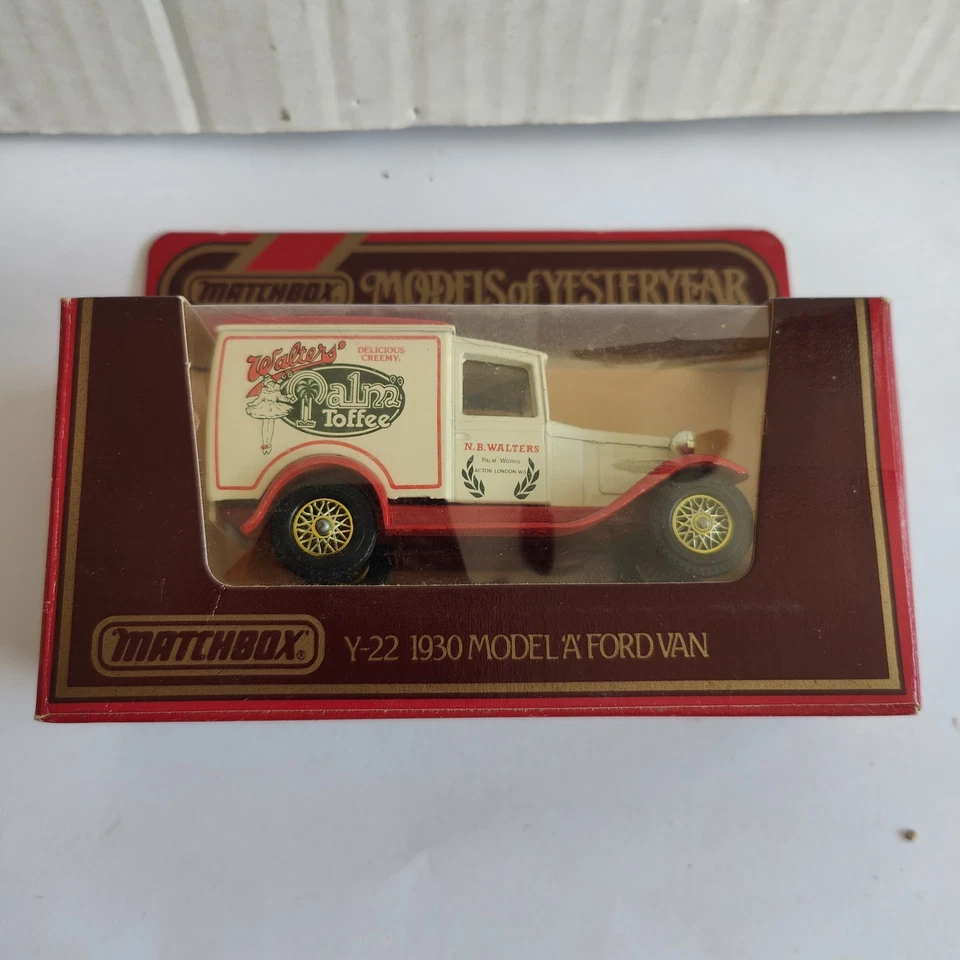 MATCHBOX MODELS of YESTERYEAR
Walters'
DELICIOUS
CREEMY.
"Palm"
Toffee
N.B. WALTERS
PALM WORKS
ACTON LONDON W3
MATCHBOX® Y-22 1930 MODEL 'A' FORD VAN